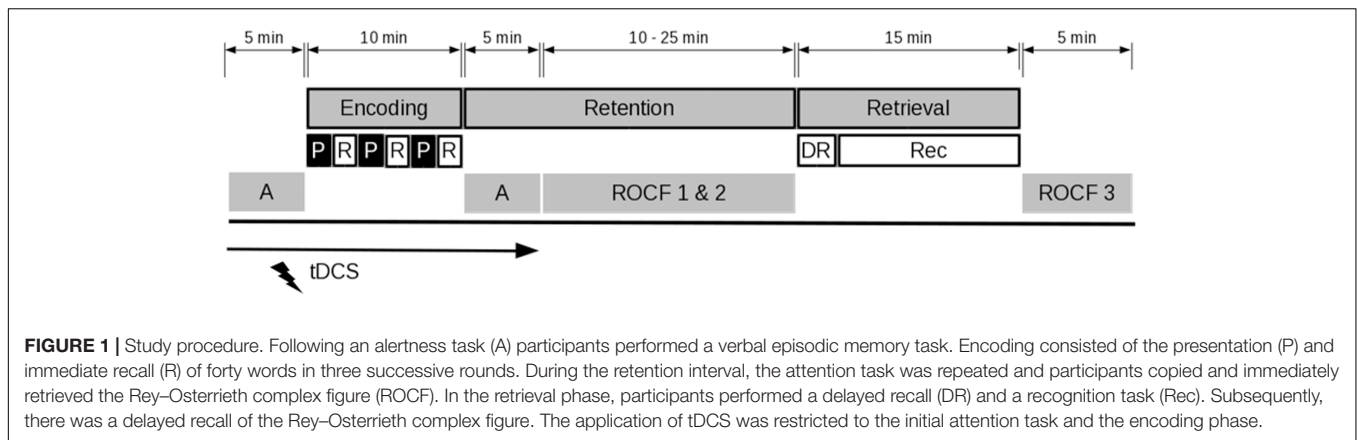 5 min 10 min 5 min 10 - 25 min 15 min 5 min
Encoding Retention Retrieval
P R P R P R DR Rec
A A ROCF 1 & 2 ROCF 3
tDCS
FIGURE 1 | Study procedure. Following an alertness task (A) participants performed a verbal episodic memory task. Encoding consisted of the presentation (P) and
immediate recall (R) of forty words in three successive rounds. During the retention interval, the attention task was repeated and participants copied and immediately
retrieved the Rey–Osterrieth complex figure (ROCF). In the retrieval phase, participants performed a delayed recall (DR) and a recognition task (Rec). Subsequently,
there was a delayed recall of the Rey–Osterrieth complex figure. The application of tDCS was restricted to the initial attention task and the encoding phase.